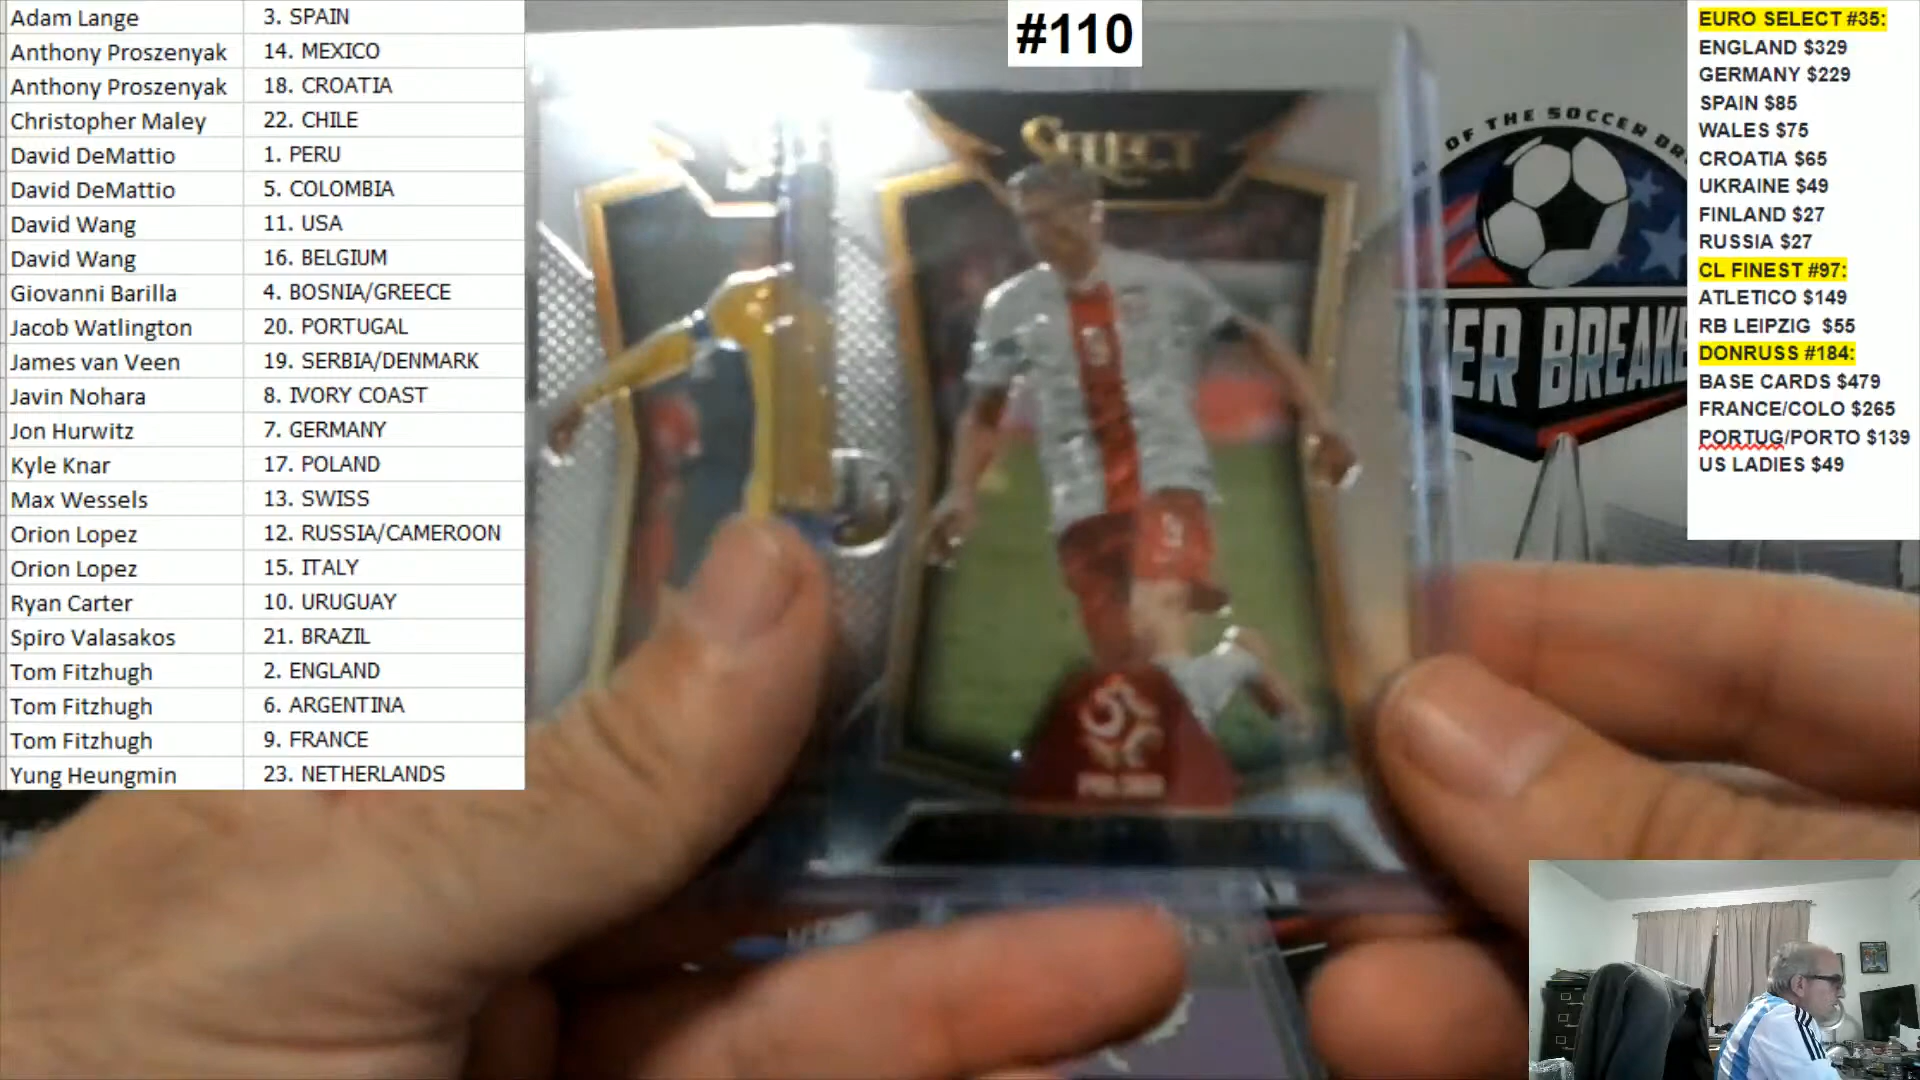 Adam Lange 3. SPAIN
Anthony Proszenyak 14. MEXICO
Anthony Proszenyak 18. CROATIA
Christopher Maley 22. CHILE
David DeMattio 1. PERU
David DeMattio 5. COLOMBIA
David Wang 11. USA
David Wang 16. BELGIUM
Giovanni Barilla 4. BOSNIA/GREECE
Jacob Watlington 20. PORTUGAL
James van Veen 19. SERBIA/DENMARK
Javin Nohara 8. IVORY COAST
Jon Hurwitz 7. GERMANY
Kyle Knar 17. POLAND
Max Wessels 13. SWISS
Orion Lopez 12. RUSSIA/CAMEROON
Orion Lopez 15. ITALY
Ryan Carter 10. URUGUAY
Spiro Valasakos 21. BRAZIL
Tom Fitzhugh 2. ENGLAND
Tom Fitzhugh 6. ARGENTINA
Tom Fitzhugh 9. FRANCE
Yung Heungmin 23. NETHERLANDS
#110
SELECT
9
9
POLSKA
OF THE SOCCER BR
ER BREAKE
EURO SELECT #35:
ENGLAND $329
GERMANY $229
SPAIN $85
WALES $75
CROATIA $65
UKRAINE $49
FINLAND $27
RUSSIA $27
CL FINEST #97:
ATLETICO $149
RB LEIPZIG $55
DONRUSS #184:
BASE CARDS $479
FRANCE/COLO $265
PORTUG/PORTO $139
US LADIES $49